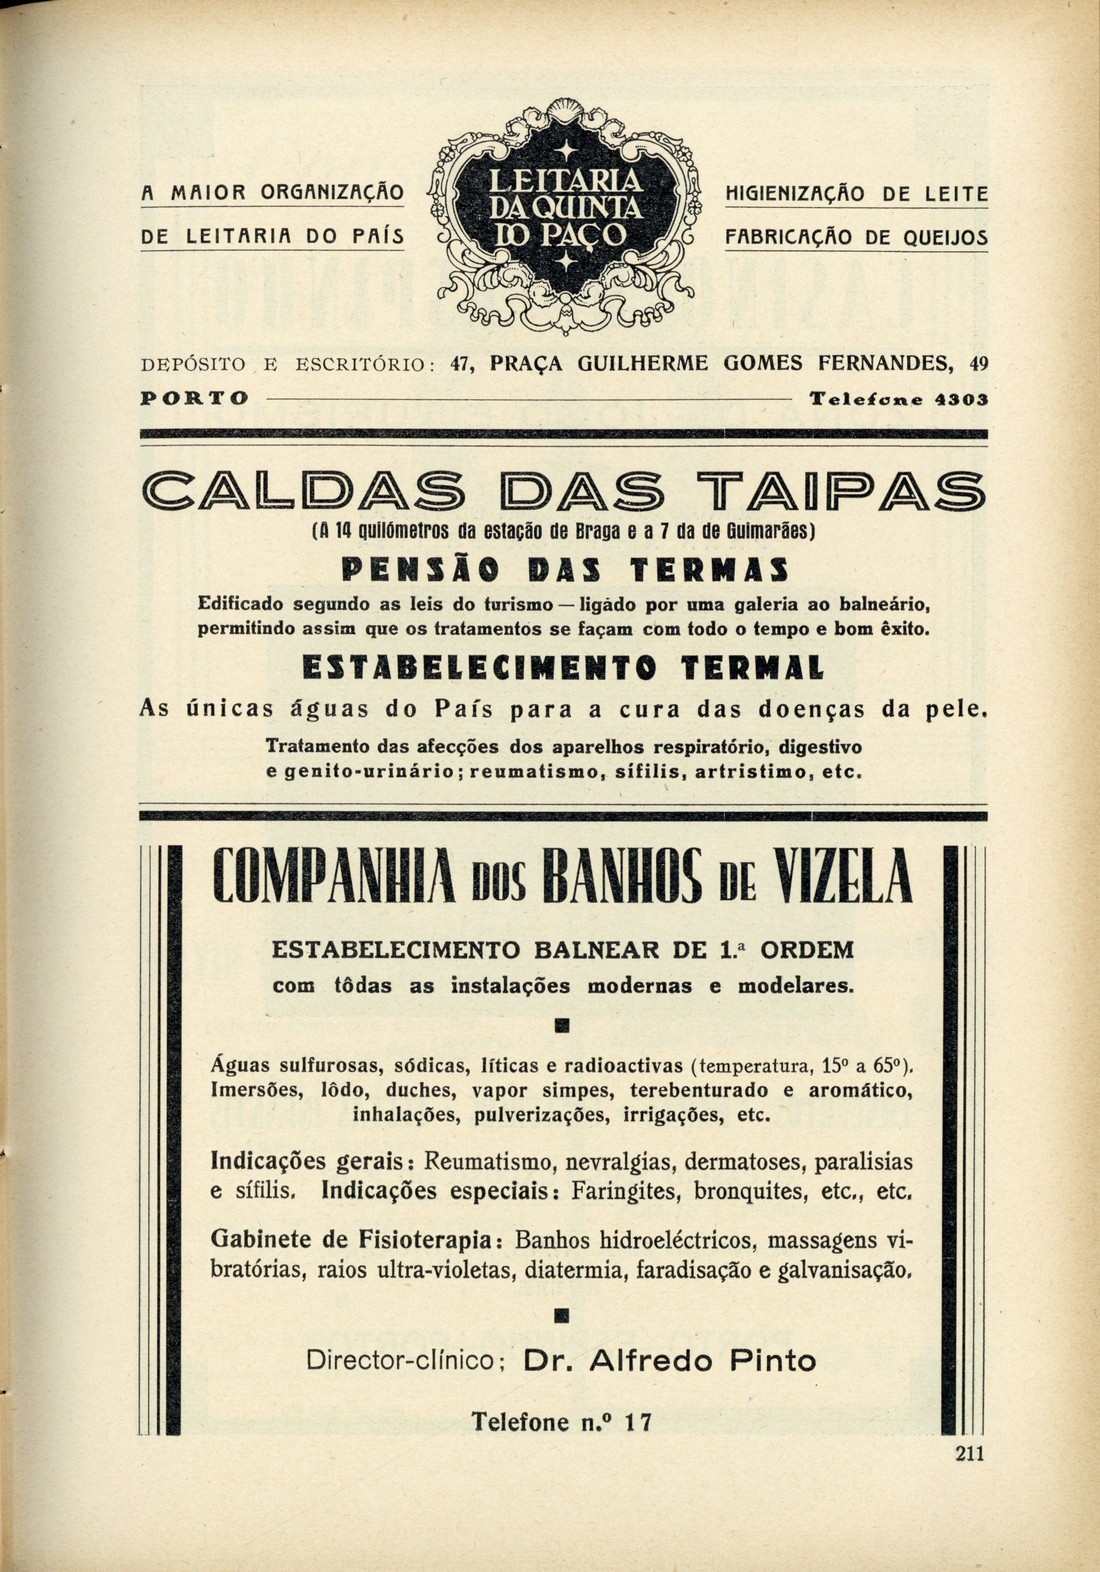 LEITARIA
DA QUINTA
DO PAÇO
A MAIOR ORGANIZAÇÃO
DE LEITARIA DO PAÍS
HIGIENIZAÇÃO DE LEITE
FABRICAÇÃO DE QUEIJOS
DEPÓSITO E ESCRITÓRIO: 47, PRAÇA GUILHERME GOMES FERNANDES, 49
PORTO Telefone 4303
CALDAS DAS TAIPAS
(A 14 quilómetros da estação de Braga e a 7 da de Guimarães)
PENSÃO DAS TERMAS
Edificado segundo as leis do turismo — ligàdo por uma galeria ao balneário,
permitindo assim que os tratamentos se façam com todo o tempo e bom êxito.
ESTABELECIMENTO TERMAL
As únicas águas do País para a cura das doenças da pele.
Tratamento das afecções dos aparelhos respiratório, digestivo
e genito-urinário; reumatismo, sífilis, artristimo, etc.
COMPANHIA DOS BANHOS DE VIZELA
ESTABELECIMENTO BALNEAR DE 1.ª ORDEM
com tôdas as instalações modernas e modelares.
Águas sulfurosas, sódicas, líticas e radioactivas (temperatura, 15º a 65º).
Imersões, lôdo, duches, vapor simpes, terebenturado e aromático,
inhalações, pulverizações, irrigações, etc.
Indicações gerais: Reumatismo, nevralgias, dermatoses, paralisias
e sífilis. Indicações especiais: Faringites, bronquites, etc., etc.
Gabinete de Fisioterapia: Banhos hidroeléctricos, massagens vi-
bratórias, raios ultra-violetas, diatermia, faradisação e galvanisação.
Director-clínico; Dr. Alfredo Pinto
Telefone n.º 17
211